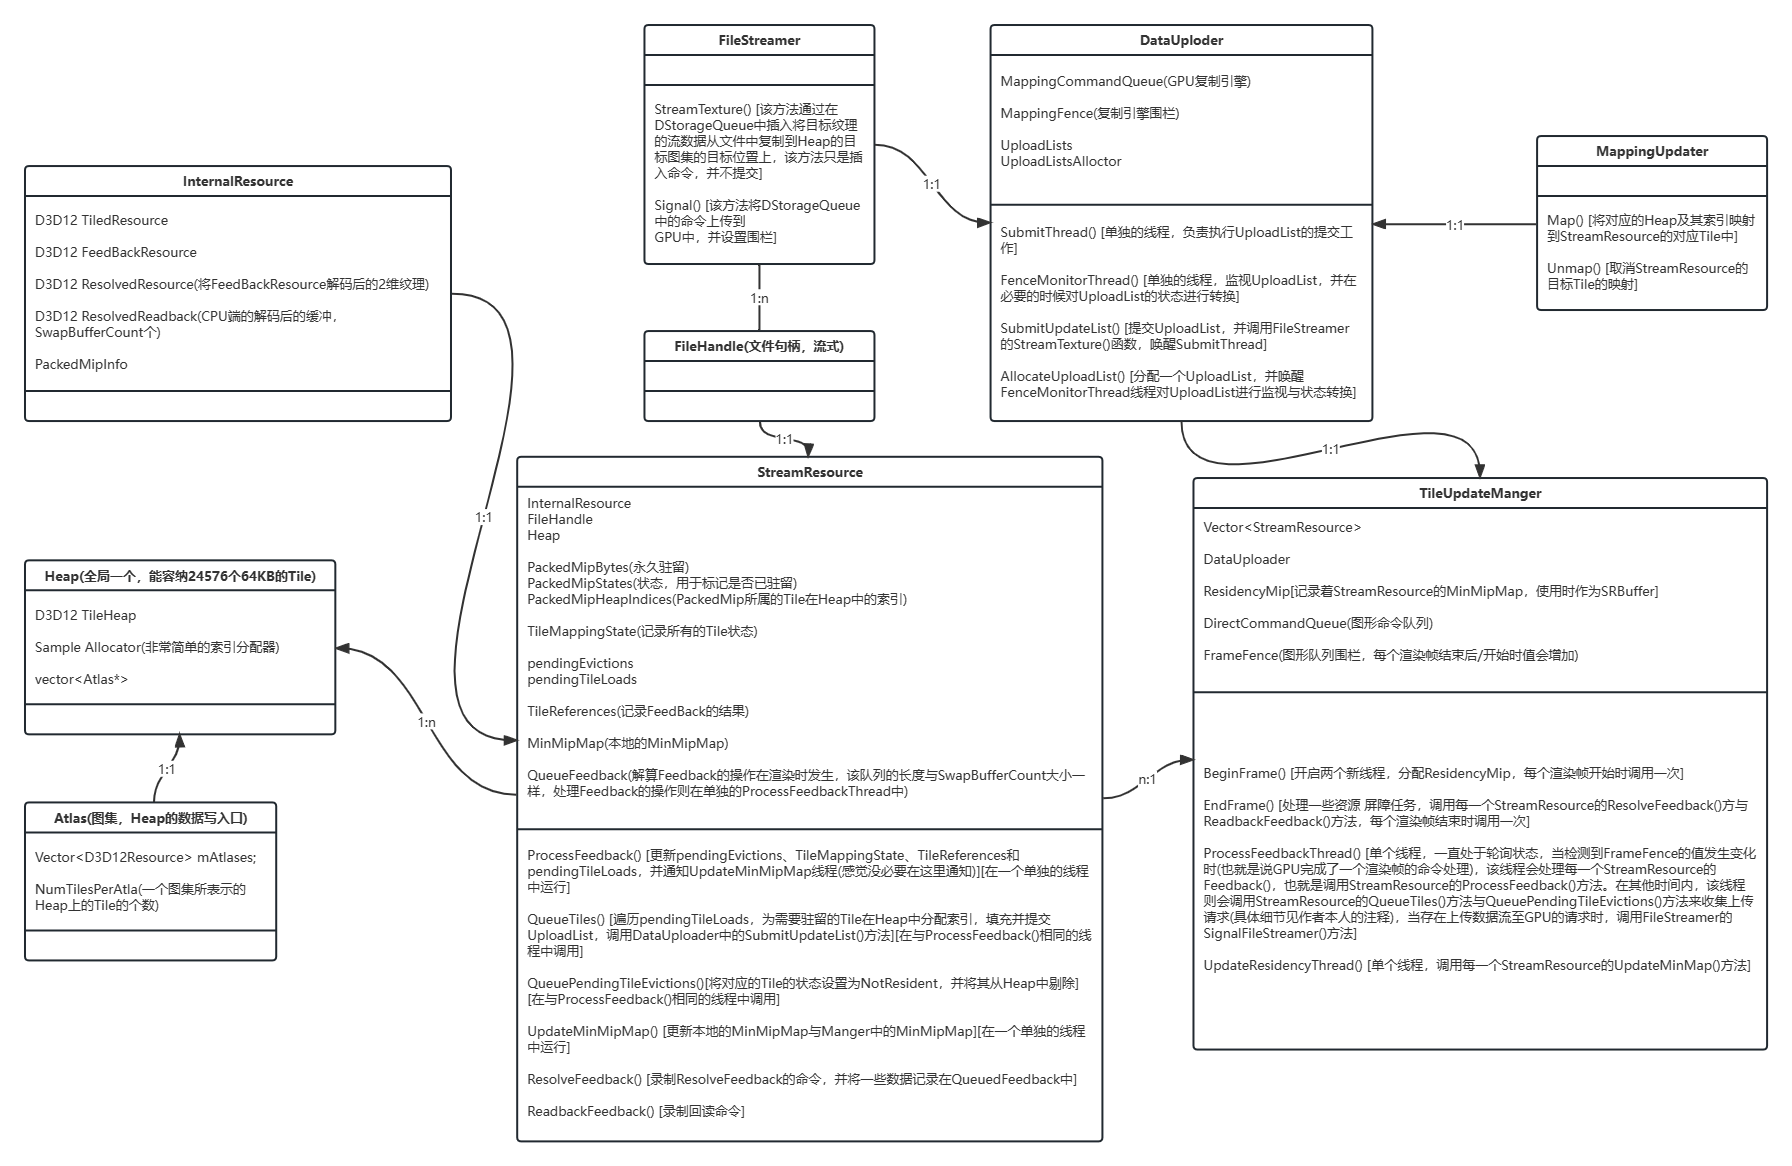 FileStreamer
StreamTexture() [该方法通过在
DStorageQueue中插入将目标纹理
的流数据从文件中复制到Heap的目
标图集的目标位置上，该方法只是插
入命令，并不提交]
Signal() [该方法将DStorageQueue
中的命令上传到
GPU中，并设置围栏]
DataUploder
MappingCommandQueue(GPU复制引擎)
MappingFence(复制引擎围栏)
UploadLists
UploadListsAlloctor
SubmitThread() [单独的线程，负责执行UploadList的提交工
作]
FenceMonitorThread() [单独的线程，监视UploadList，并在
必要的时候对UploadList的状态进行转换]
SubmitUpdateList() [提交UploadList，并调用FileStreamer
的StreamTexture()函数，唤醒SubmitThread]
AllocateUploadList() [分配一个UploadList，并唤醒
FenceMonitorThread线程对UploadList进行监视与状态转换]
MappingUpdater
Map() [将对应的Heap及其索引映射
到StreamResource的对应Tile中]
Unmap() [取消StreamResource的
目标Tile的映射]
1:1
1:1
InternalResource
D3D12 TiledResource
D3D12 FeedBackResource
D3D12 ResolvedResource(将FeedBackResource解码后的2维纹理)
D3D12 ResolvedReadback(CPU端的解码后的缓冲，
SwapBufferCount个)
PackedMipInfo
1:n
FileHandle(文件句柄，流式)
1:1
1:1
1:1
StreamResource
InternalResource
FileHandle
Heap
PackedMipBytes(永久驻留)
PackedMipStates(状态，用于标记是否已驻留)
PackedMipHeapIndices(PackedMip所属的Tile在Heap中的索引)
TileMappingState(记录所有的Tile状态)
pendingEvictions
pendingTileLoads
TileReferences(记录FeedBack的结果)
MinMipMap(本地的MinMipMap)
QueueFeedback(解算Feedback的操作在渲染时发生，该队列的长度与SwapBufferCount大小一
样，处理Feedback的操作则在单独的ProcessFeedbackThread中)
ProcessFeedback() [更新pendingEvictions、TileMappingState、TileReferences和
pendingTileLoads，并通知UpdateMinMipMap线程(感觉没必要在这里通知)][在一个单独的线程
中运行]
QueueTiles() [遍历pendingTileLoads，为需要驻留的Tile在Heap中分配索引，填充并提交
UploadList，调用DataUploader中的SubmitUpdateList()方法][在与ProcessFeedback()相同的线
程中调用]
QueuePendingTileEvictions()[将对应的Tile的状态设置为NotResident，并将其从Heap中剔除]
[在与ProcessFeedback()相同的线程中调用]
UpdateMinMipMap() [更新本地的MinMipMap与Manger中的MinMipMap][在一个单独的线程
中运行]
ResolveFeedback() [录制ResolveFeedback的命令，并将一些数据记录在QueuedFeedback中]
ReadbackFeedback() [录制回读命令]
TileUpdateManger
Vector<StreamResource>
DataUploader
ResidencyMip[记录着StreamResource的MinMipMap，使用时作为SRBuffer]
DirectCommandQueue(图形命令队列)
FrameFence(图形队列围栏，每个渲染帧结束后/开始时值会增加)
BeginFrame() [开启两个新线程，分配ResidencyMip，每个渲染帧开始时调用一次]
EndFrame() [处理一些资源 屏障任务，调用每一个StreamResource的ResolveFeedback()方与
ReadbackFeedback()方法，每个渲染帧结束时调用一次]
ProcessFeedbackThread() [单个线程，一直处于轮询状态，当检测到FrameFence的值发生变化
时(也就是说GPU完成了一个渲染帧的命令处理)，该线程会处理每一个StreamResource的
Feedback()，也就是调用StreamResource的ProcessFeedback()方法。在其他时间内，该线程
则会调用StreamResource的QueueTiles()方法与QueuePendingTileEvictions()方法来收集上传
请求(具体细节见作者本人的注释)，当存在上传数据流至GPU的请求时，调用FileStreamer的
SignalFileStreamer()方法]
UpdateResidencyThread() [单个线程，调用每一个StreamResource的UpdateMinMap()方法]
n:1
Heap(全局一个，能容纳24576个64KB的Tile)
D3D12 TileHeap
Sample Allocator(非常简单的索引分配器)
vector<Atlas*>
1:n
1:1
Atlas(图集，Heap的数据写入口)
Vector<D3D12Resource> mAtlases;
NumTilesPerAtla(一个图集所表示的
Heap上的Tile的个数)